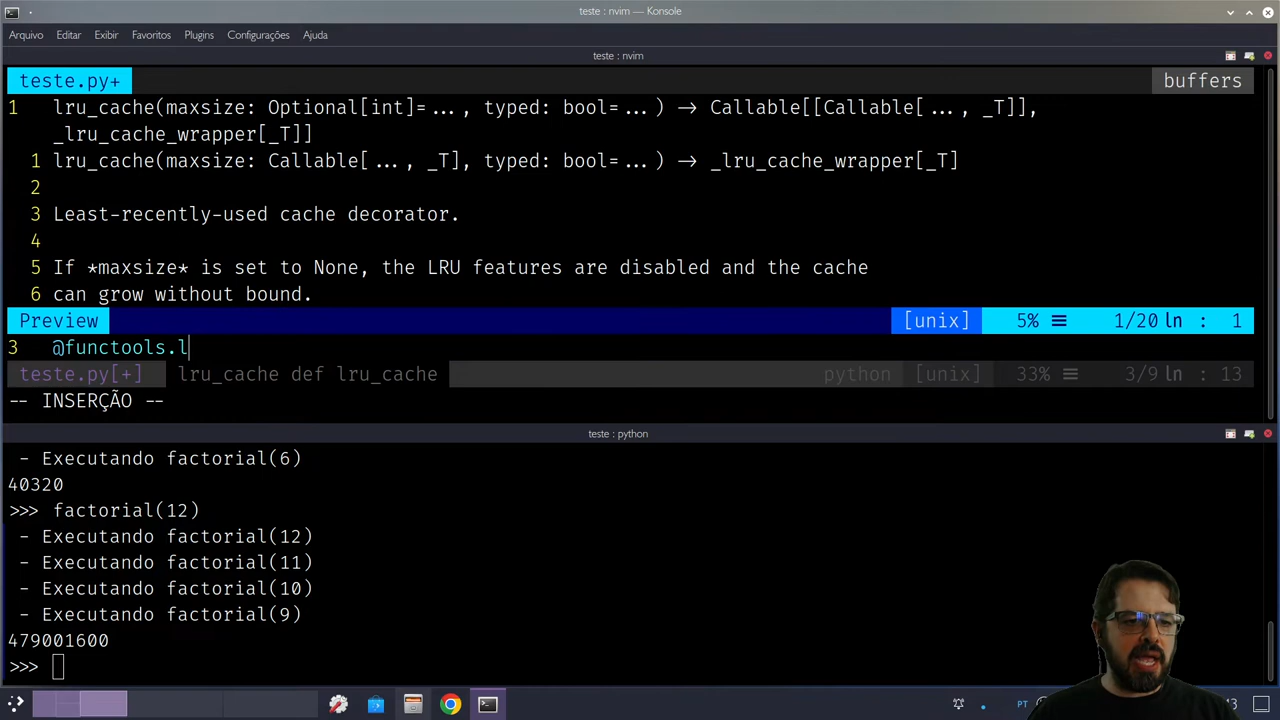 teste : nvim — Konsole
Arquivo Editar Exibir Favoritos Plugins Configurações Ajuda
teste : nvim
teste.py+ buffers
1 lru_cache(maxsize: Optional[int]=..., typed: bool=...) → Callable[[Callable[..., _T]],
_lru_cache_wrapper[_T]]
1 lru_cache(maxsize: Callable[..., _T], typed: bool=...) → _lru_cache_wrapper[_T]
2
3 Least-recently-used cache decorator.
4
5 If *maxsize* is set to None, the LRU features are disabled and the cache
6 can grow without bound.
Preview [unix] 5% ≡ 1/20 ln : 1
3 @functools.l
teste.py[+] lru_cache def lru_cache python [unix] 33% ≡ 3/9 ln : 13
-- INSERÇÃO --
teste : python
- Executando factorial(6)
40320
>>> factorial(12)
- Executando factorial(12)
- Executando factorial(11)
- Executando factorial(10)
- Executando factorial(9)
479001600
>>>
PT